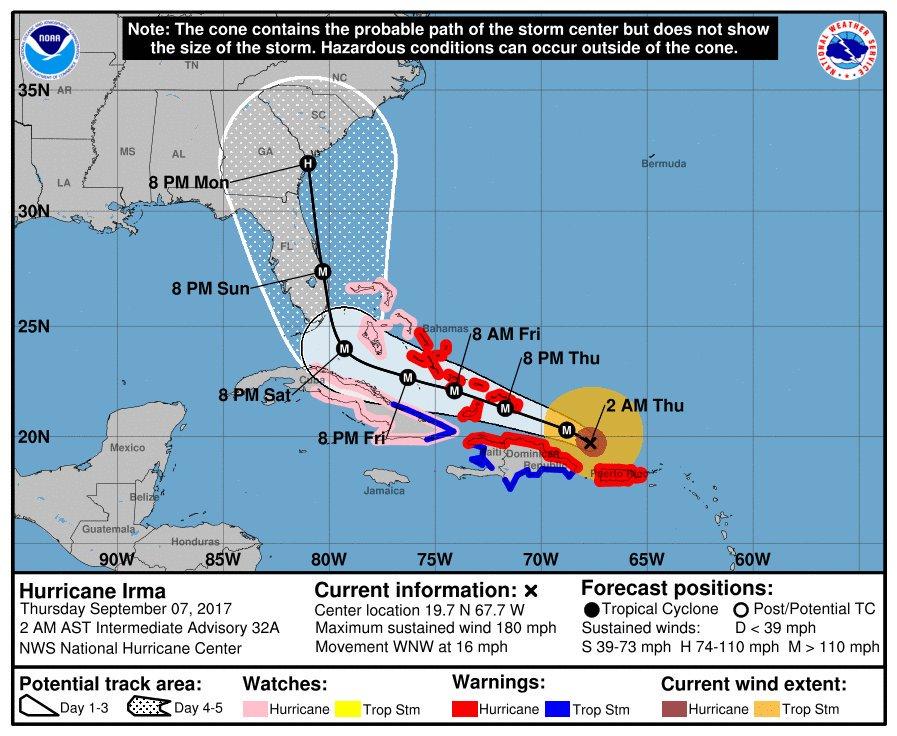 Note: The cone contains the probable path of the storm center but does not show
the size of the storm. Hazardous conditions can occur outside of the cone.
NOAA
NATIONAL WEATHER SERVICE
TN
NC
35N
AR
SC
MS
AL
GA
Bermuda
LA
8 PM Mon
H
30N
FL
8 PM Sun
M
25N
Bahamas
8 AM Fri
M
8 PM Thu
M
M
M
Cuba
8 PM Sat
2 AM Thu
M
20N
8 PM Fri
Mexico
Haiti
Dominican
Republic
Puerto Rico
Jamaica
Belize
Guatemala
Honduras
90W 85W 80W 75W 70W 65W 60W
Hurricane Irma
Thursday September 07, 2017
2 AM AST Intermediate Advisory 32A
NWS National Hurricane Center
Current information: x
Center location 19.7 N 67.7 W
Maximum sustained wind 180 mph
Movement WNW at 16 mph
Forecast positions:
Tropical Cyclone Post/Potential TC
Sustained winds: D < 39 mph
S 39-73 mph H 74-110 mph M > 110 mph
Potential track area:
Day 1-3 Day 4-5
Watches:
Hurricane Trop Stm
Warnings:
Hurricane Trop Stm
Current wind extent:
Hurricane Trop Stm